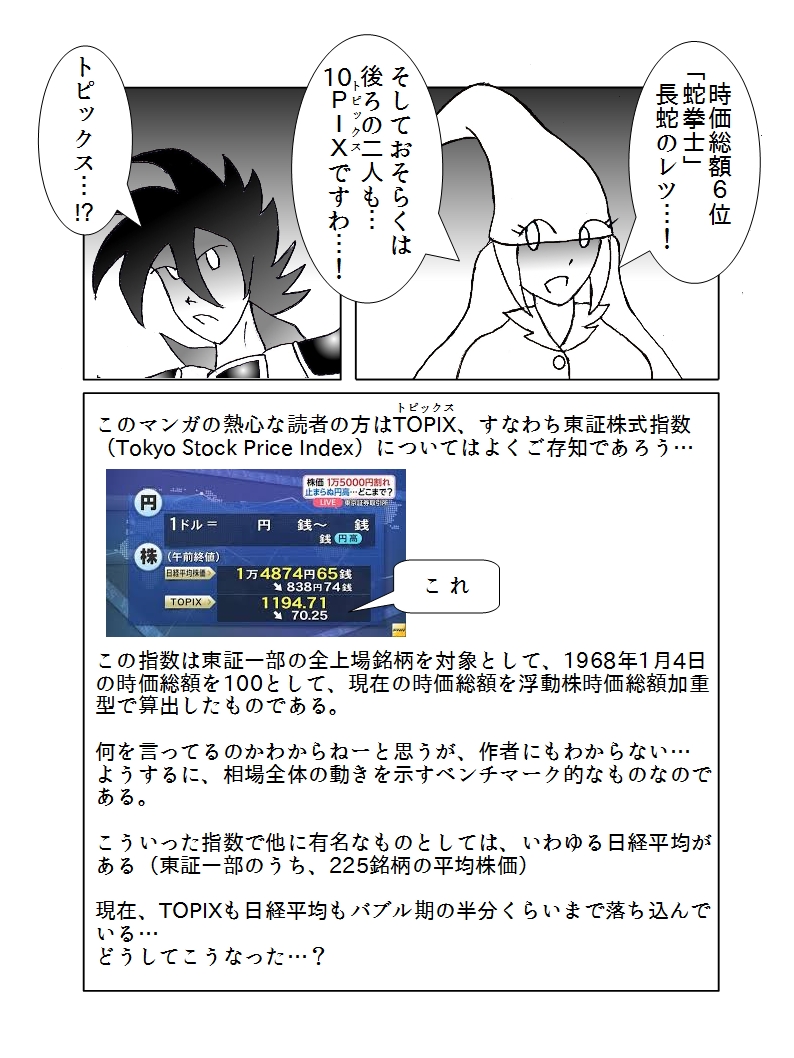 時価総額6位
「蛇拳士」
長蛇のレツ…！
そしておそらくは
後ろの二人も…
トピックス
10PIXですわ…！
トピックス…!?
トピックス
このマンガの熱心な読者の方はTOPIX、すなわち東証株式指数
（Tokyo Stock Price Index）についてはよくご存知であろう…
株価 1万5000円割れ
止まらぬ円高…どこまで？
LIVE 東京証券取引所
円
1ドル＝ 円 銭〜 銭
銭 円高
株 (午前終値)
日経平均株価 1万4874円65銭
↘ 838円74銭
TOPIX 1194.71
↘ 70.25
これ
この指数は東証一部の全上場銘柄を対象として、1968年1月4日
の時価総額を100として、現在の時価総額を浮動株時価総額加重
型で算出したものである。
何を言ってるのかわからねーと思うが、作者にもわからない…
ようするに、相場全体の動きを示すベンチマーク的なものなので
ある。
こういった指数で他に有名なものとしては、いわゆる日経平均が
ある（東証一部のうち、225銘柄の平均株価）
現在、TOPIXも日経平均もバブル期の半分くらいまで落ち込んで
いる…
どうしてこうなった…？